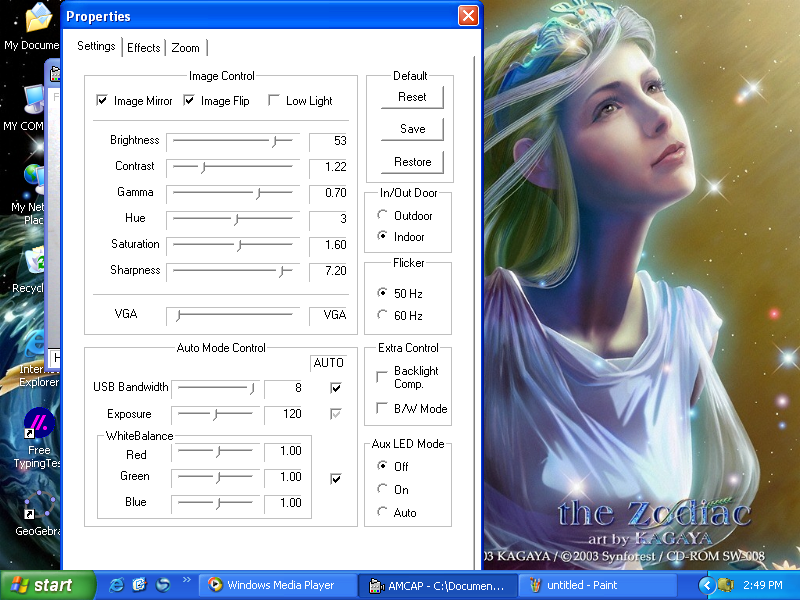 Properties
My Docume
MY COM
My Net
Plac
Recycl
Intern
Explorer
Free
TypingTes
GeoGebra
Settings
Effects
Zoom
Image Control
Image Mirror
Image Flip
Low Light
Brightness
53
Contrast
1.22
Gamma
0.70
Hue
3
Saturation
1.60
Sharpness
7.20
VGA
VGA
Default
Reset
Save
Restore
In/Out Door
Outdoor
Indoor
Flicker
50 Hz
60 Hz
Auto Mode Control
AUTO
USB Bandwidth
8
Exposure
120
WhiteBalance
Red
1.00
Green
1.00
Blue
1.00
Extra Control
Backlight
Comp.
B/W Mode
Aux LED Mode
Off
On
Auto
the Zodiac
art by KAGAYA
03 KAGAYA / ©2003 Synforest / CD-ROM SW-008
start
Windows Media Player
AMCAP - C:\Documen...
untitled - Paint
2:49 PM